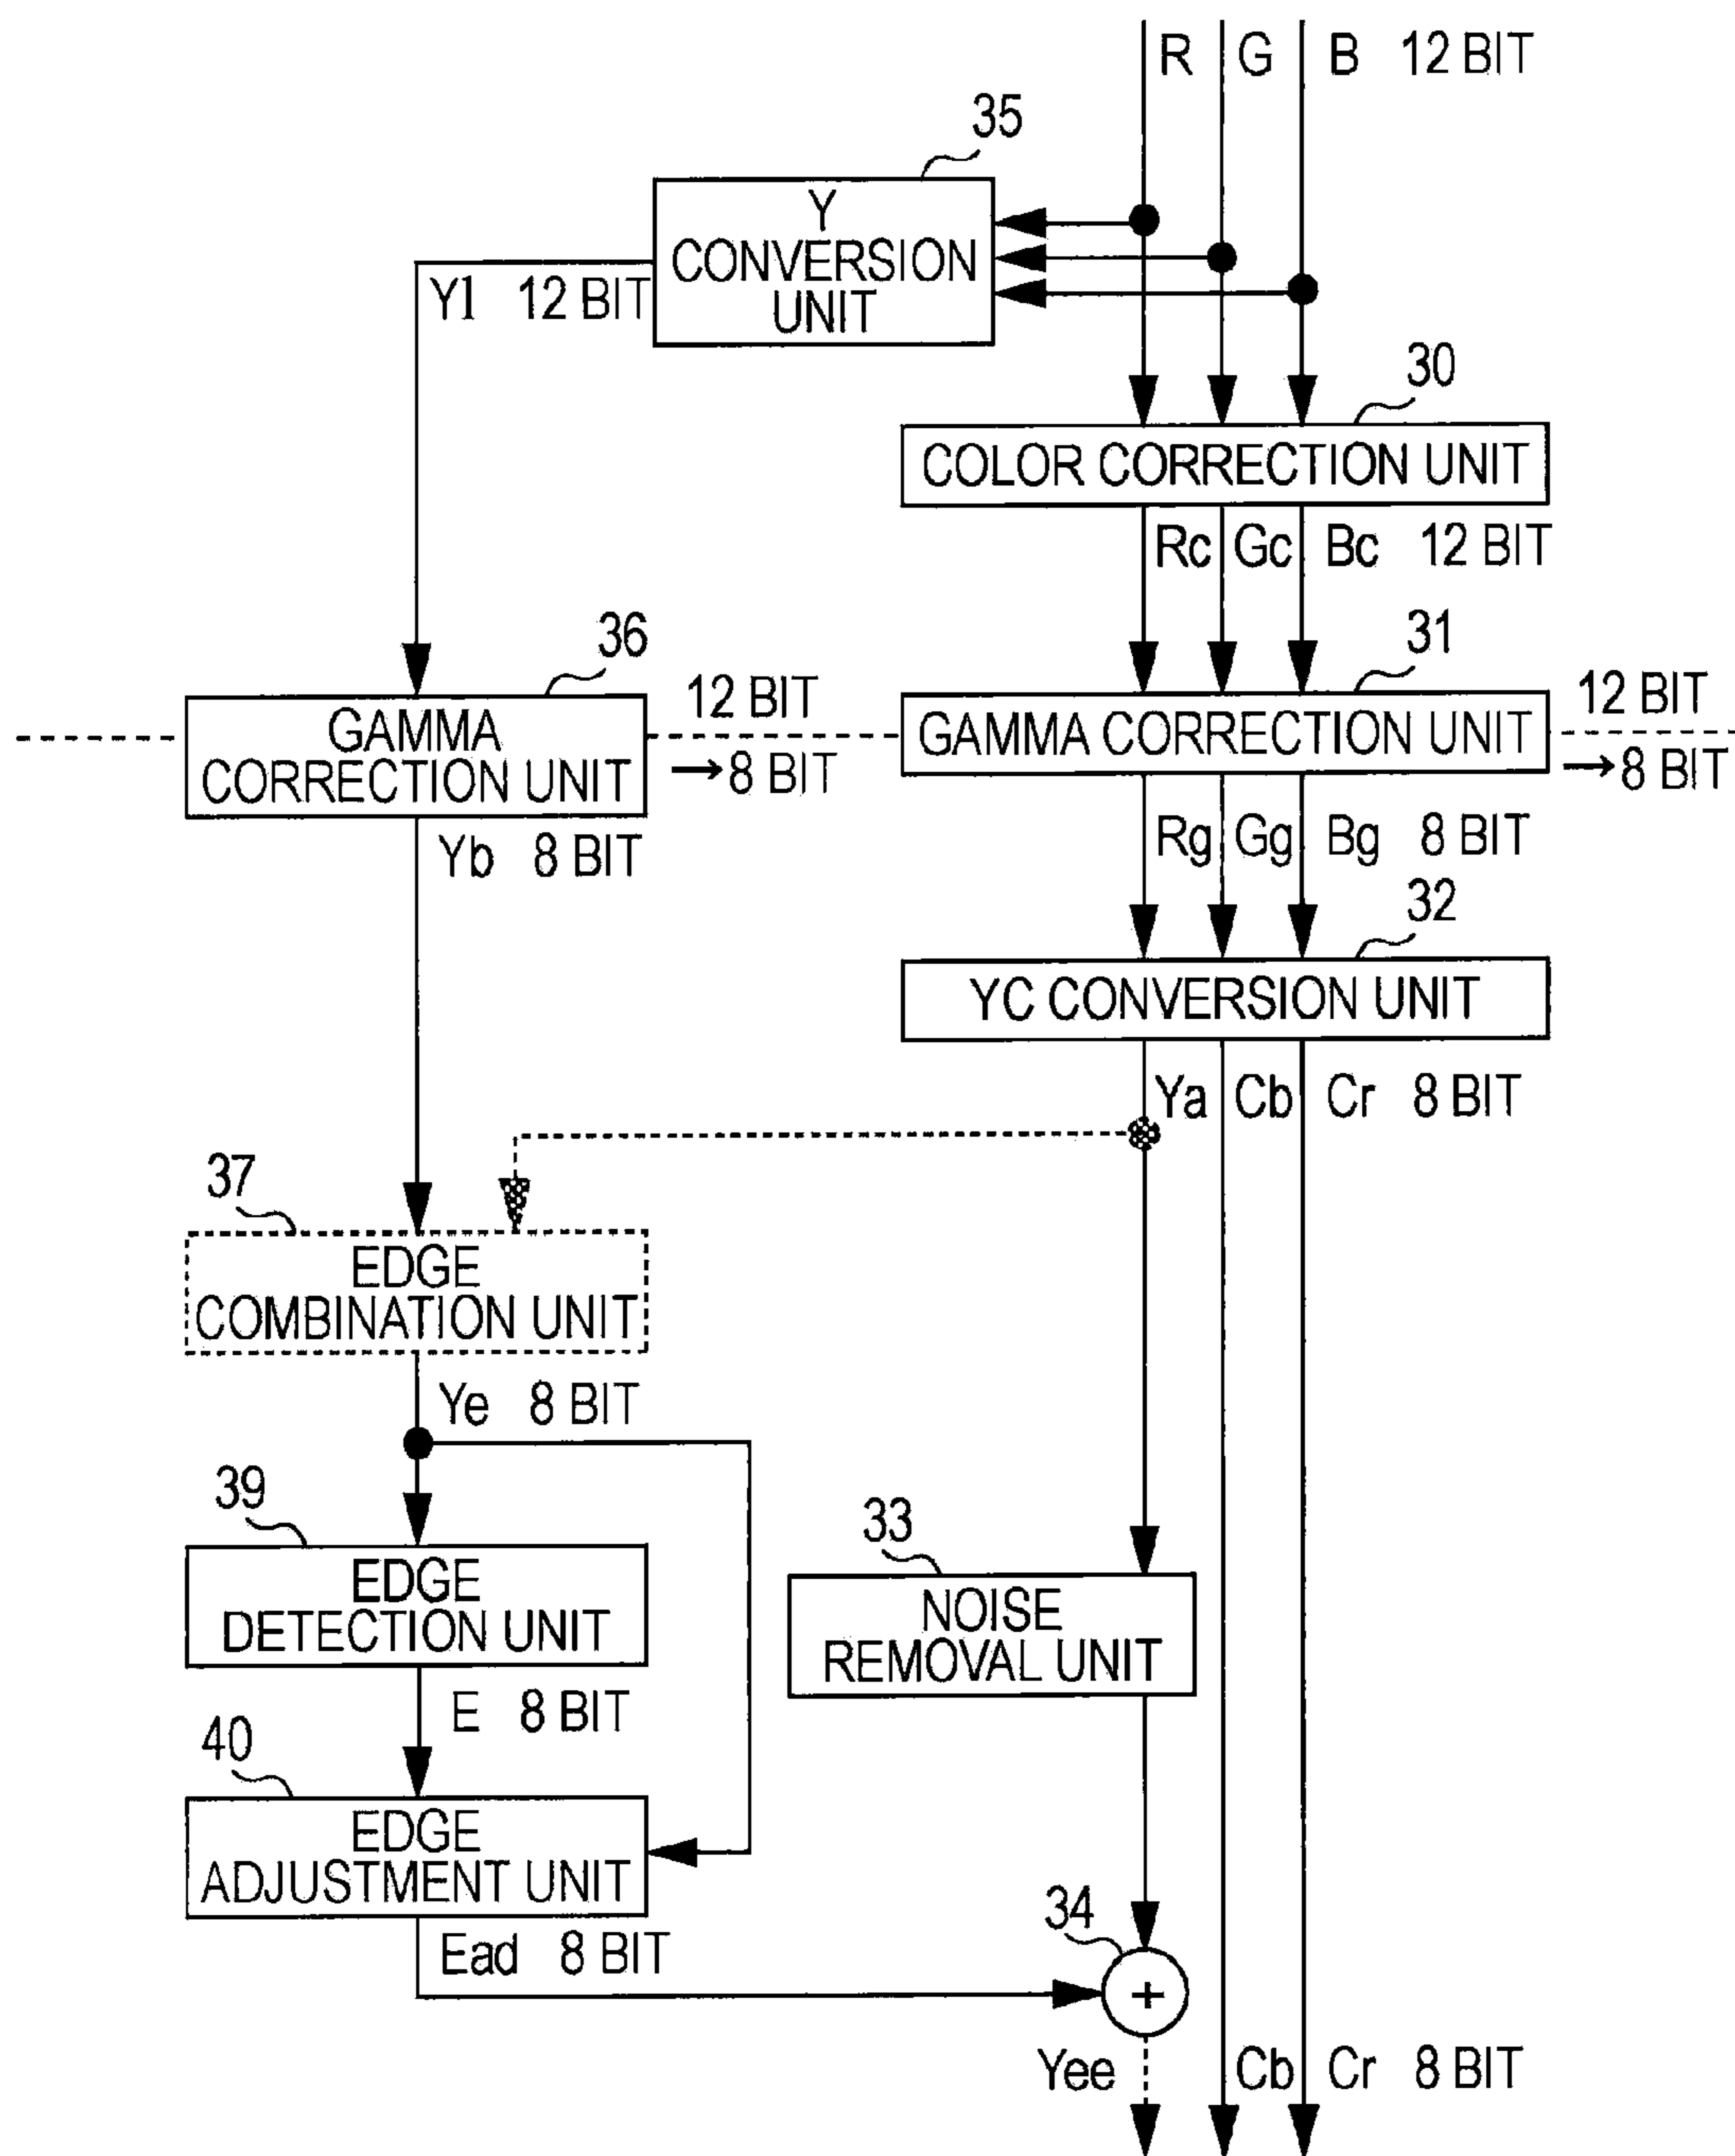 R G B 12 BIT
35
Y
CONVERSION
UNIT
Yl 12 BIT
30
COLOR CORRECTION UNIT
Rc Gc Bc 12 BIT
36
GAMMA
CORRECTION UNIT
12 BIT
→8 BIT
31
GAMMA CORRECTION UNIT
12 BIT
→8 BIT
Yb 8 BIT
Rg Gg Bg 8 BIT
32
YC CONVERSION UNIT
Ya Cb Cr 8 BIT
37
EDGE
COMBINATION UNIT
Ye 8 BIT
39
EDGE
DETECTION UNIT
33
NOISE
REMOVAL UNIT
E 8 BIT
40
EDGE
ADJUSTMENT UNIT
Ead 8 BIT
34
+
Yee Cb Cr 8 BIT